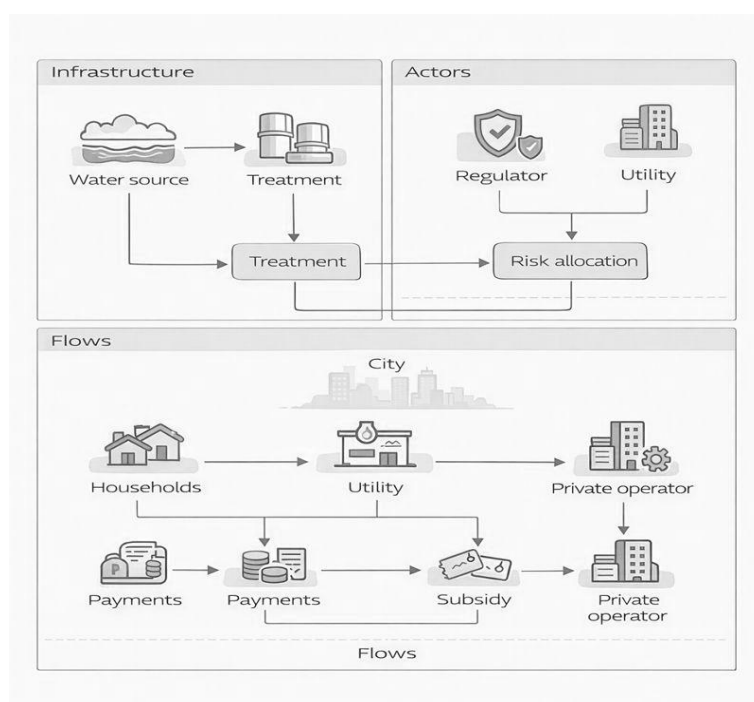 Infrastructure
Actors
Water source
Treatment
Regulator
Utility
Treatment
Risk allocation
Flows
City
Households
Utility
Private operator
P
Payments
Payments
Subsidy
Private
operator
Flows